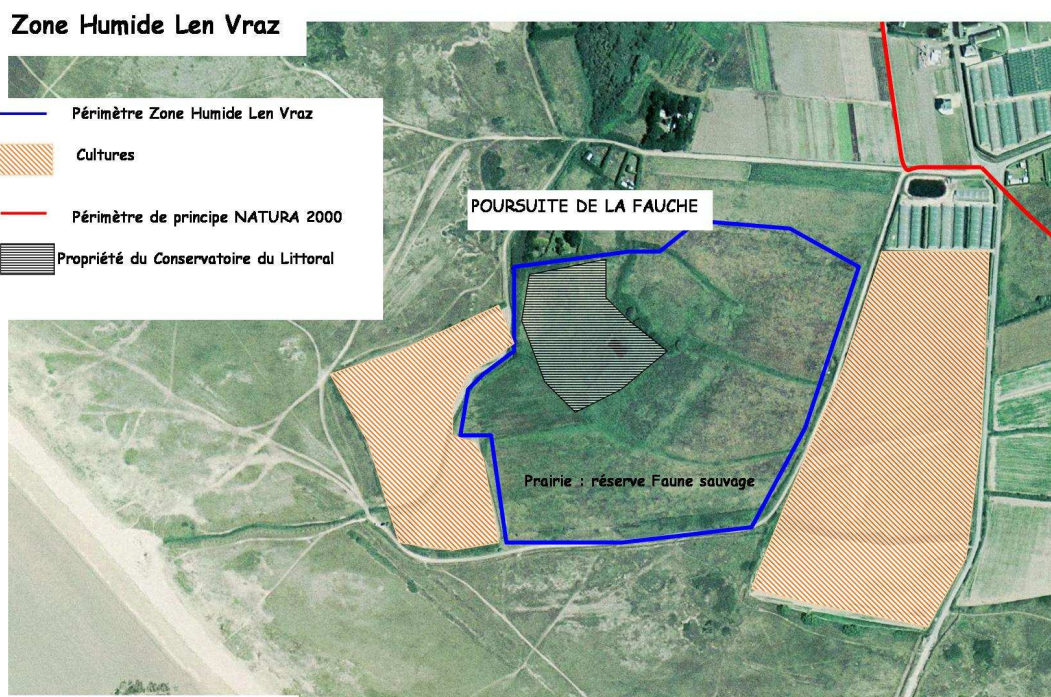 Zone Humide Len Vraz
Périmètre Zone Humide Len Vraz
Cultures
Périmètre de principe NATURA 2000
Propriété du Conservatoire du Littoral
POURSUITE DE LA FAUCHE
Prairie : réserve Faune sauvage